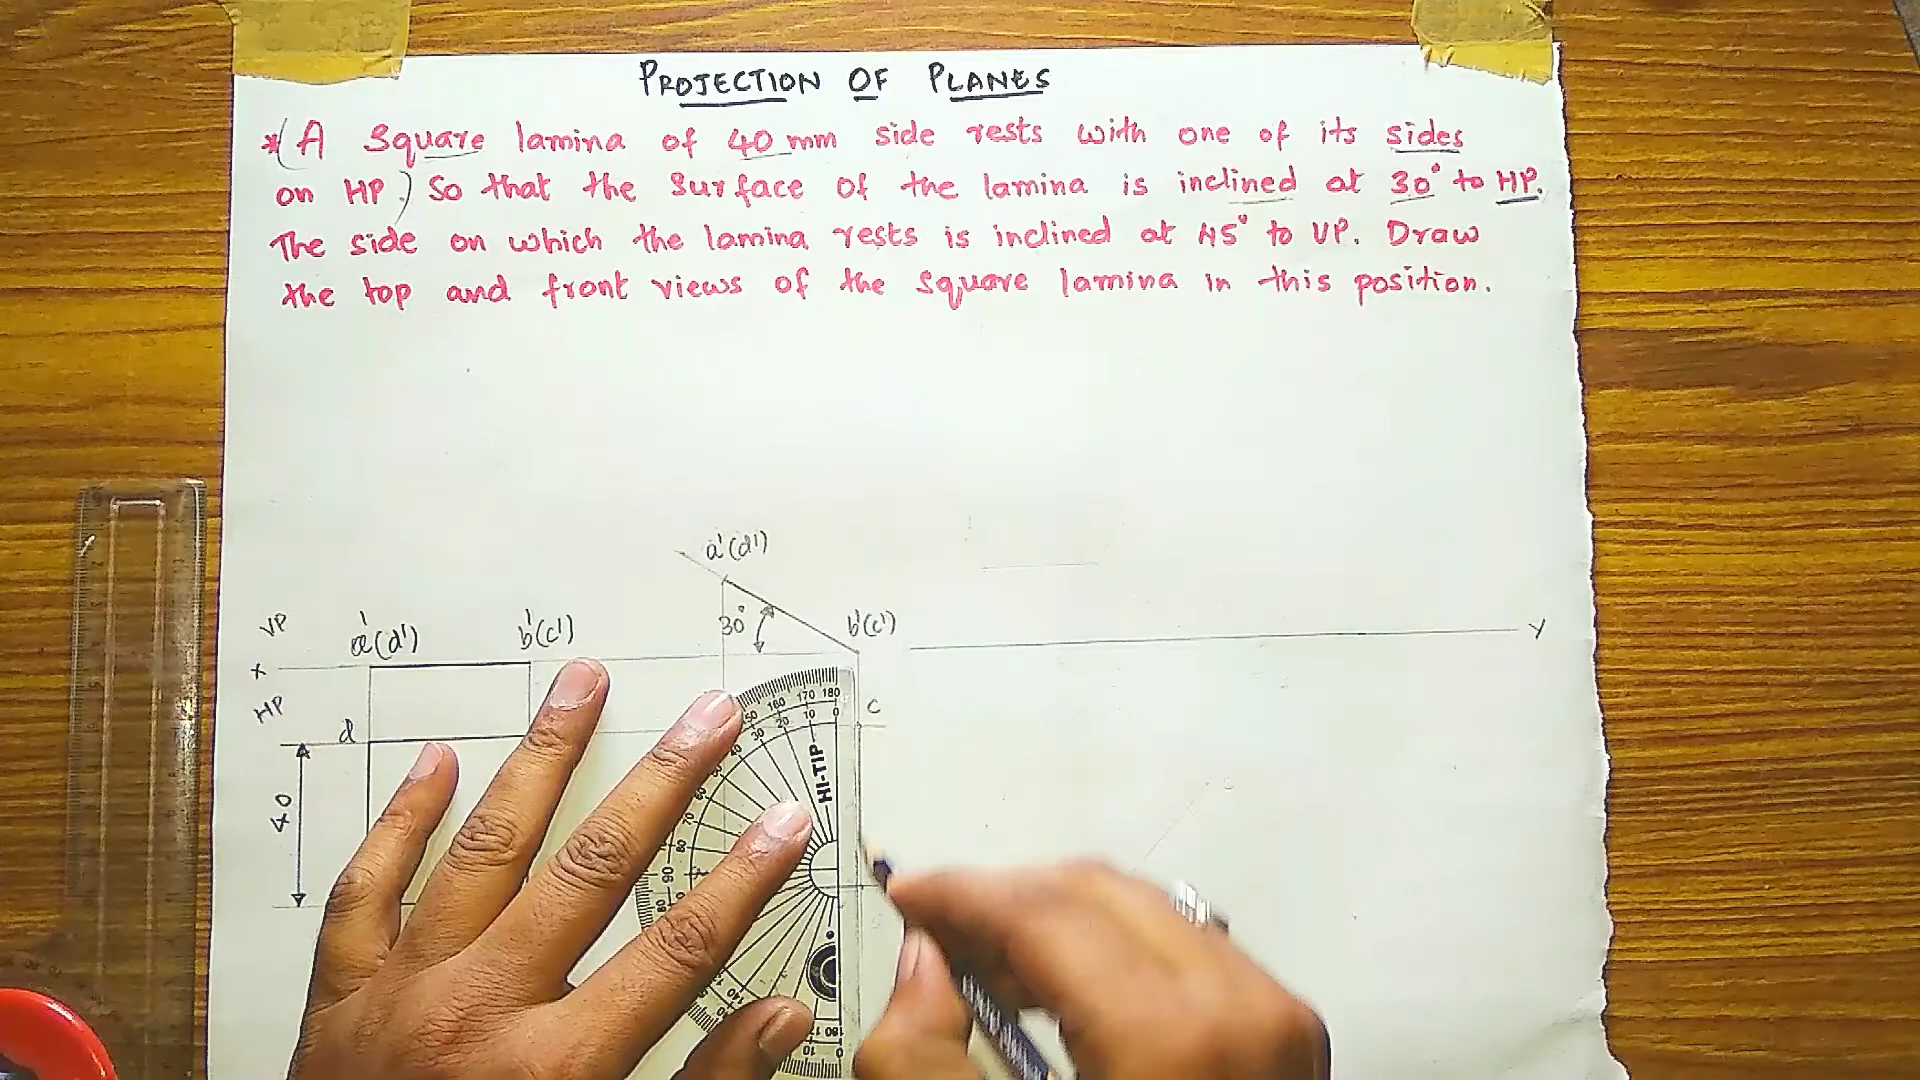 PROJECTION OF PLANES
*(A Square lamina of 40 mm side rests with one of its sides
on HP.) So that the Surface of the lamina is inclined at 30° to HP.
The side on which the lamina rests is inclined at 45° to VP. Draw
the top and front views of the square lamina in this position.
a'(d')
30°
b'(c')
VP
a'(d')
b'(c')
X
Y
HP
d
c
40
HI-TIP